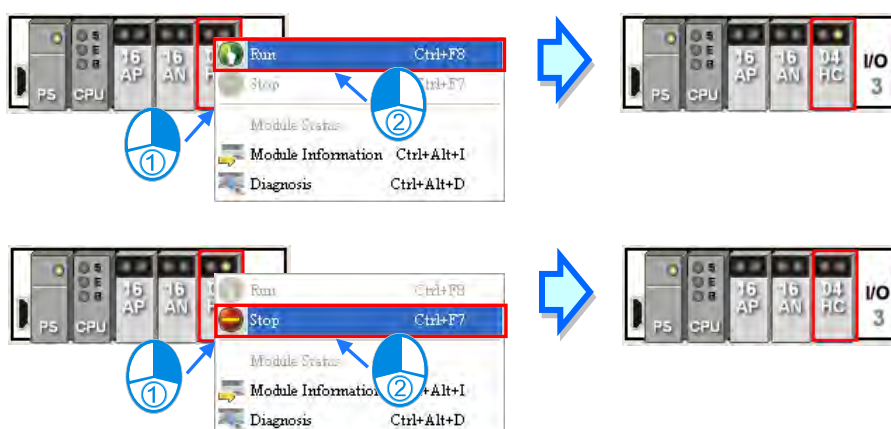 S
E
B
PS CPU 16 AP 16 AN
Run Ctrl+F8
Stop Ctrl+F7
Module Status
Module Information Ctrl+Alt+I
Diagnosis Ctrl+Alt+D
①
②
S
E
B
PS CPU 16 AP 16 AN 04 HC I/O 3
S
E
B
PS CPU 16 AP 16 AN
Run Ctrl+F8
Stop Ctrl+F7
Module Status
Module Information +Alt+I
Diagnosis Ctrl+Alt+D
①
②
S
E
B
PS CPU 16 AP 16 AN 04 HC I/O 3